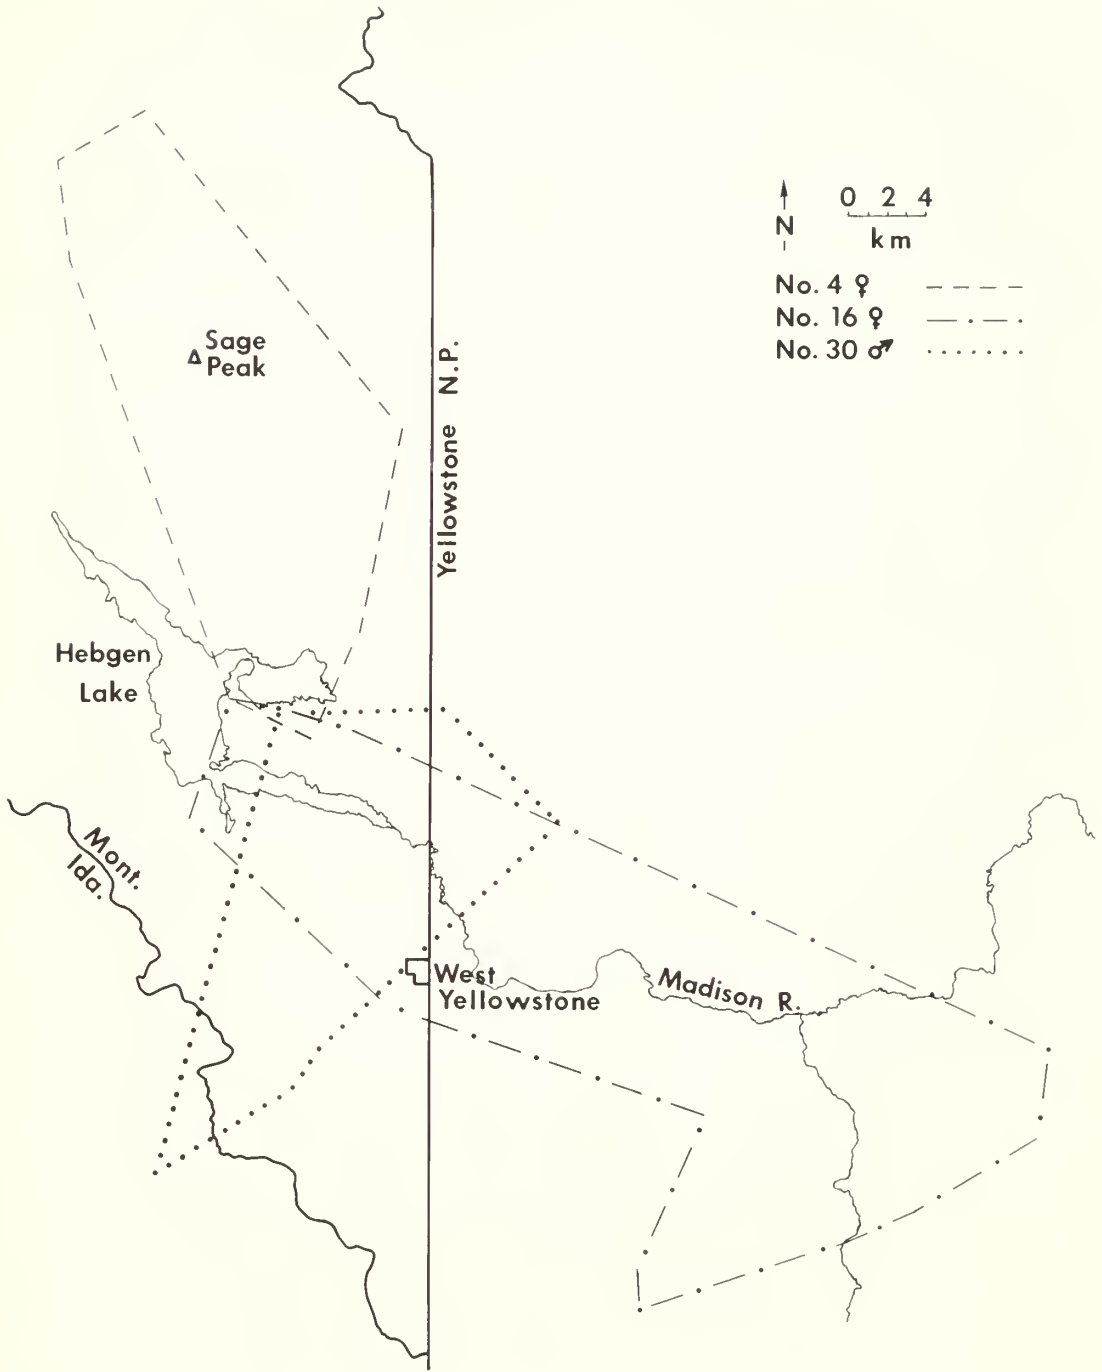 0 2 4
N
km
No. 4 ♀
No. 16 ♀
No. 30 ♂
Sage
Peak
Yellowstone N.P.
Hebgen
Lake
Mont.
Ida.
West
Yellowstone
Madison R.